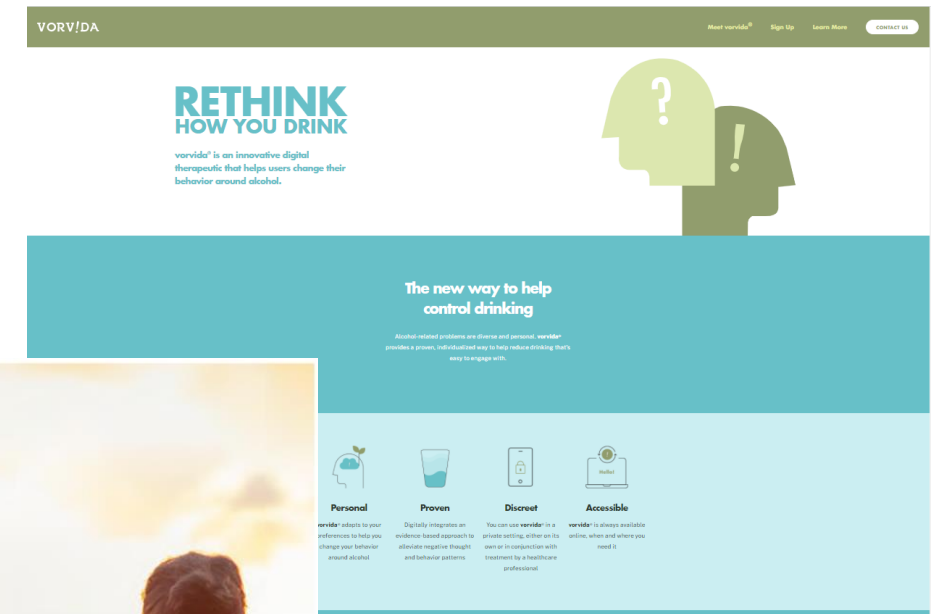 VORV!DA
Meet vorvida® Sign Up Learn More CONTACT US
?
!
RETHINK
HOW YOU DRINK
vorvida® is an innovative digital
therapeutic that helps users change their
behavior around alcohol.
The new way to help
control drinking
Alcohol-related problems are diverse and personal. vorvida®
provides a proven, individualized way to help reduce drinking that's
easy to engage with.
Hello!
Personal
vorvida® adapts to your
preferences to help you
change your behavior
around alcohol
Proven
Digitally integrates an
evidence-based approach to
alleviate negative thought
and behavior patterns
Discreet
You can use vorvida® in a
private setting, either on its
own or in conjunction with
treatment by a healthcare
professional
Accessible
vorvida® is always available
online, when and where you
need it